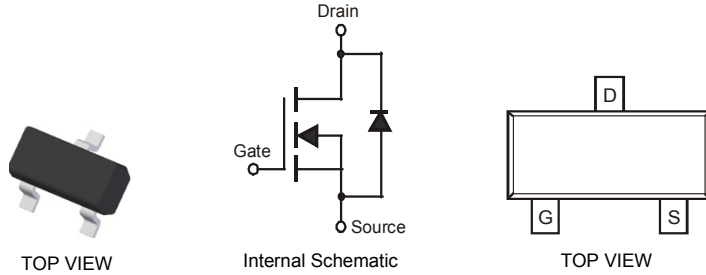 Drain
D
Gate
G
S
Source
TOP VIEW
Internal Schematic
TOP VIEW